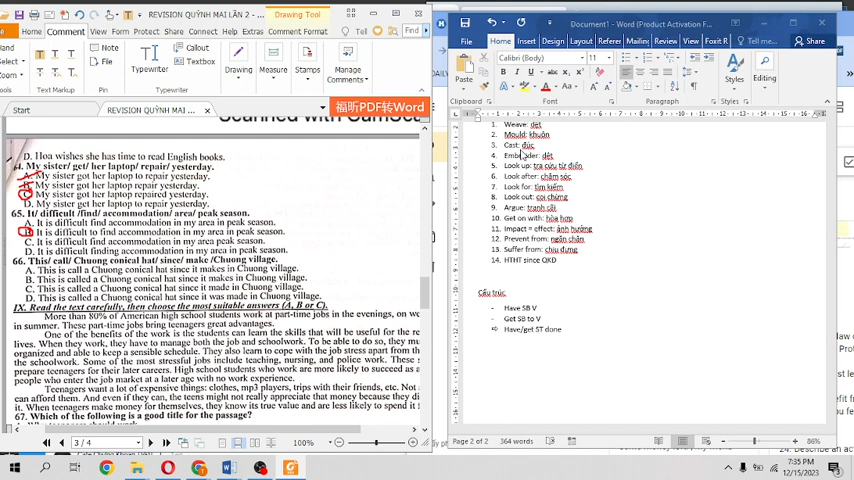 REVISION QUỲNH MAI LẦN 2 -
Drawing Tool
Home
Comment
View
Form
Protect
Share
Help
Tell
Find
Note
File
Text Markup
Typewriter
Callout
Textbox
Drawing
Measure
Stamps
Manage
Comments
Start
REVISION QUỲNH MAI LẦN 2 -...
福昕PDF转Word
D. Hoa wishes she has time to read English books.
64. My sister/ get/ her laptop/ repair/ yesterday.
A. My sister got her laptop to repair yesterday.
B. My sister got her laptop repair yesterday.
C. My sister got her laptop repaired yesterday.
D. My sister get her laptop to repair yesterday.
65. It/ difficult /find/ accommodation/ area/ peak season.
A. It is difficult find accommodation in my area in peak season.
B. It is difficult to find accommodation in my area in peak season.
C. It is difficult finding accommodation in my area in peak season.
D. It difficult finding accommodation in my area in peak season.
66. This/ call/ Chuong conical hat/ since/ make /Chuong village.
A. This is call a Chuong conical hat since it makes in Chuong village.
B. This is called a Chuong conical hat since it makes in Chuong village.
C. This is called a Chuong conical hat since it made in Chuong village.
D. This is called a Chuong conical hat since it was made in Chuong village.
IX. Read the text carefully, then choose the most suitable answers (A, B or C).
More than 80% of American high school students work at part-time jobs in the evenings, on we
in summer. These part-time jobs bring teenagers great advantages.
One of the benefits of the work is the students can learn the skills that will be useful for the re
lives. When they work, they have to manage both the job and schoolwork. To be able to do so, they mu
organized and able to keep a sensible schedule. They also learn to cope with the job stress apart from t
the schoolwork. Some of the most stressful jobs include teaching, nursing, and police work. These s
prepare teenagers for their later careers. High school students who work are more likely to succeed as a
people who enter the job market at a later age with no work experience.
Teenagers want a lot of expensive things: clothes, mp3 players, trips with their friends, etc. Not
can afford them. And even if they can, the teens might not really appreciate that money because they di
it. When teenagers make money for themselves, they know its true value and are less likely to spend it f
67. Which of the following is a good title for the passage?
3 / 4
100%
Document1 - Word (Product Activation F...
File
Home
Insert
Design
Layout
Referer
Mailing
Review
View
Foxit R
Tell me...
Share
Paste
Calibri (Body)
11
Styles
Editing
Clipboard
Font
Paragraph
Styles
1. Weave: dệt
2. Mould: khuôn
3. Cast: đúc
4. Embroider: dệt
5. Look up: tra cứu từ điển
6. Look after: chăm sóc
7. Look for: tìm kiếm
8. Look out: coi chừng
9. Argue: tranh cãi
10. Get on with: hòa hợp
11. Impact = effect: ảnh hưởng
12. Prevent from: ngăn chặn
13. Suffer from: chịu đựng
14. HTHT since QKD
Cấu trúc
- Have SB V
- Get SB to V
⇨ Have/get ST done
Page 2 of 2
364 words
86%
7:35 PM
12/15/2023